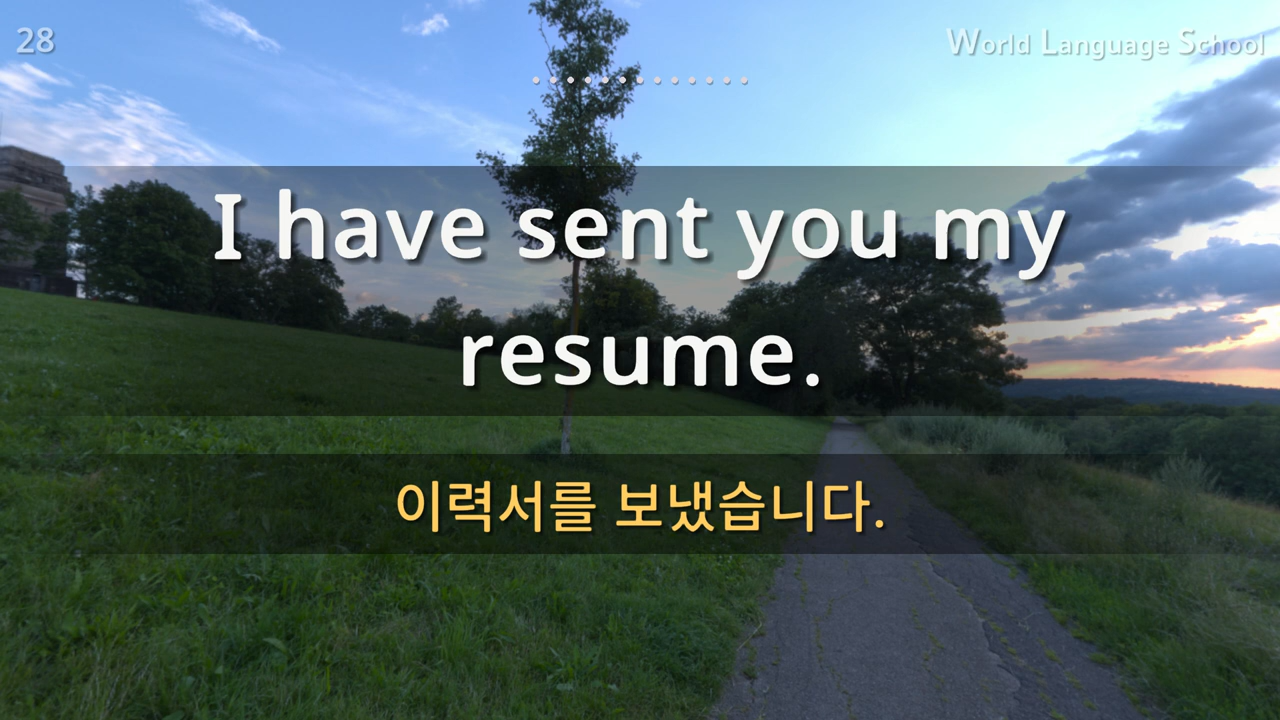 28
World Language School
I have sent you my
resume.
이력서를 보냈습니다.